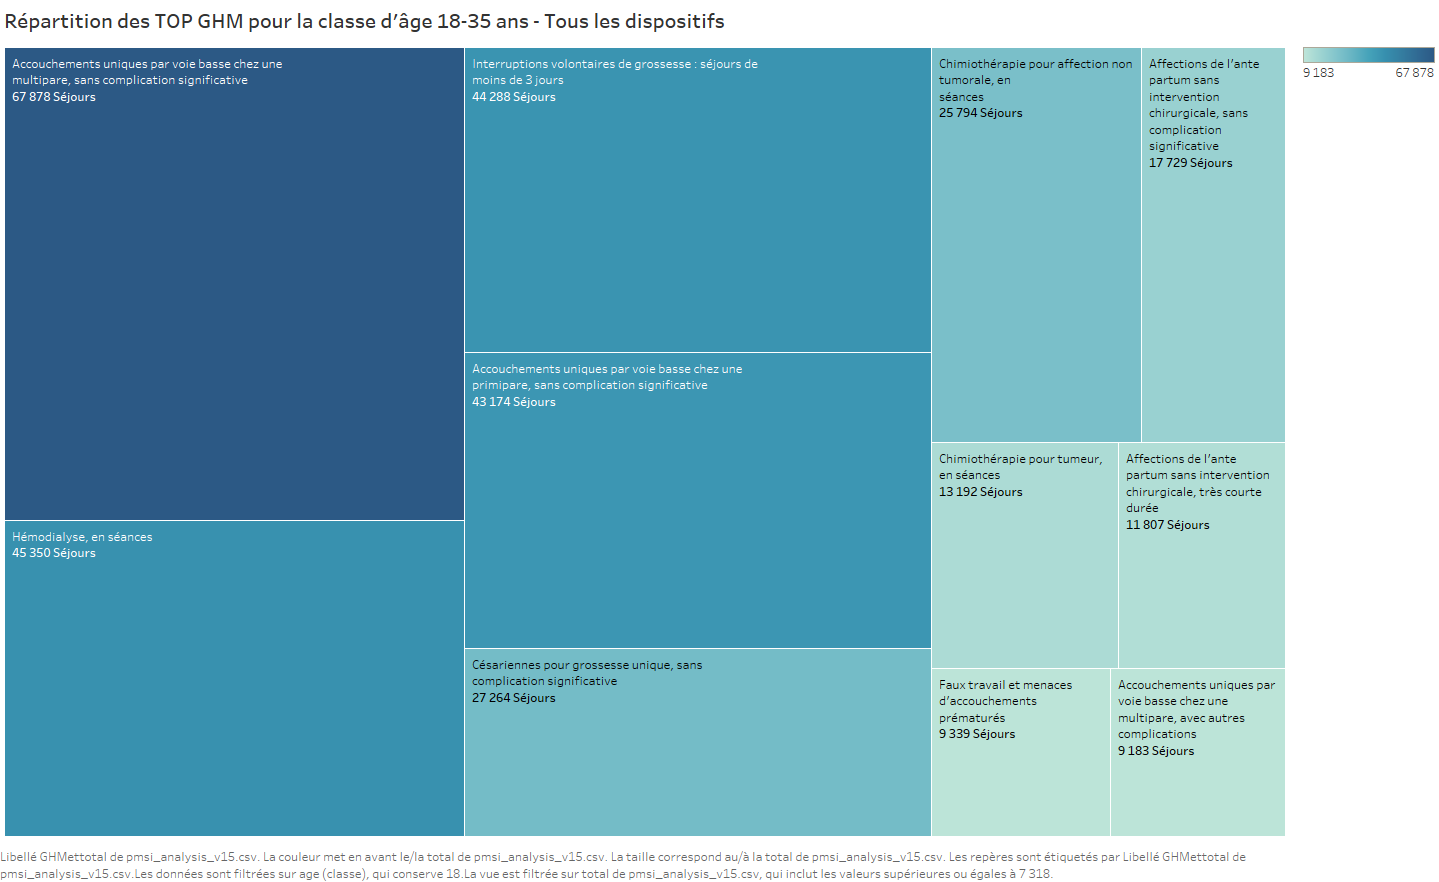 Répartition des TOP GHM pour la classe d’âge 18-35 ans - Tous les dispositifs
9 183
67 878
Accouchements uniques par voie basse chez une
multipare, sans complication significative
67 878 Séjours
Hémodialyse, en séances
45 350 Séjours
Interruptions volontaires de grossesse : séjours de
moins de 3 jours
44 288 Séjours
Accouchements uniques par voie basse chez une
primipare, sans complication significative
43 174 Séjours
Césariennes pour grossesse unique, sans
complication significative
27 264 Séjours
Chimiothérapie pour affection non
tumorale, en
séances
25 794 Séjours
Affections de l’ante
partum sans
intervention
chirurgicale, sans
complication
significative
17 729 Séjours
Chimiothérapie pour tumeur,
en séances
13 192 Séjours
Affections de l’ante
partum sans intervention
chirurgicale, très courte
durée
11 807 Séjours
Faux travail et menaces
d’accouchements
prématurés
9 339 Séjours
Accouchements uniques par
voie basse chez une
multipare, avec autres
complications
9 183 Séjours
Libellé GHMettotal de pmsi_analysis_v15.csv. La couleur met en avant le/la total de pmsi_analysis_v15.csv. La taille correspond au/à la total de pmsi_analysis_v15.csv. Les repères sont étiquetés par Libellé GHMettotal de
pmsi_analysis_v15.csv.Les données sont filtrées sur age (classe), qui conserve 18.La vue est filtrée sur total de pmsi_analysis_v15.csv, qui inclut les valeurs supérieures ou égales à 7 318.